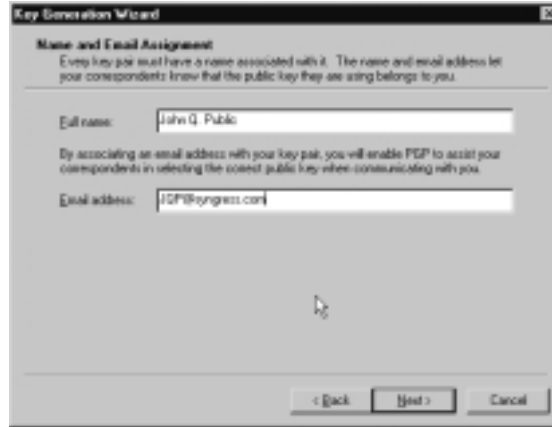 Key Generation Wizard
Name and Email Assignment
Every key pair must have a name associated with it. The name and email address let
your correspondents know that the public key they are using belongs to you.
Full name:
John Q. Public
By associating an email address with your key pair, you will enable PGP to assist your
correspondents in selecting the correct public key when communicating with you.
Email address:
JQP@syngress.com
< Back
Next >
Cancel